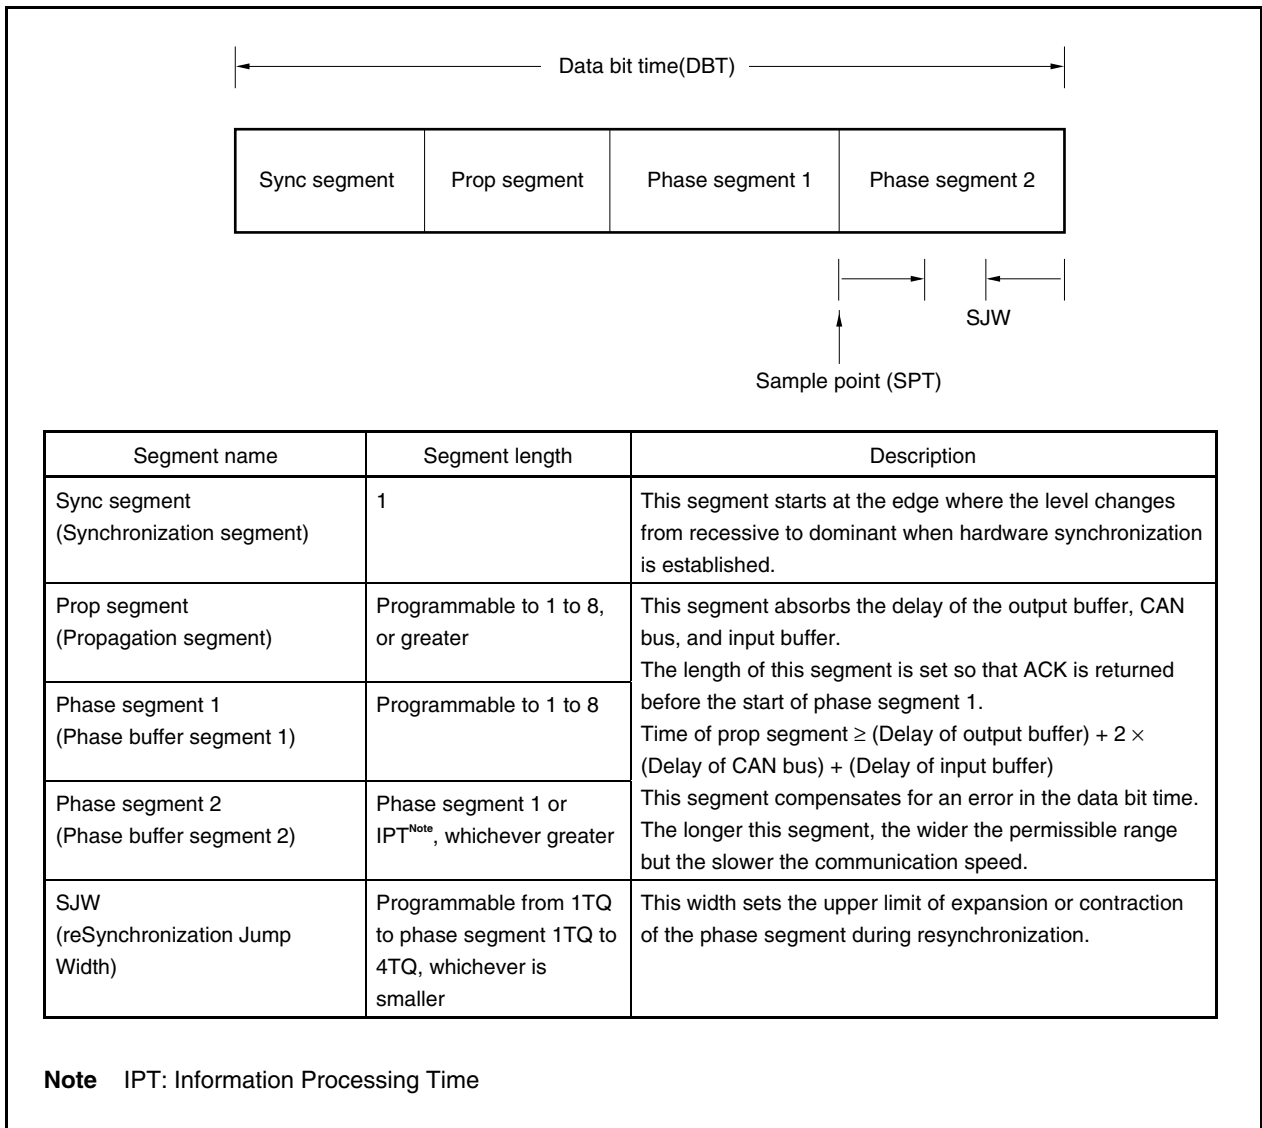 Data bit time(DBT)
Sync segment
Prop segment
Phase segment 1
Phase segment 2
SJW
Sample point (SPT)
Segment name
Segment length
Description
Sync segment
(Synchronization segment)
1
This segment starts at the edge where the level changes
from recessive to dominant when hardware synchronization
is established.
Prop segment
(Propagation segment)
Programmable to 1 to 8,
or greater
This segment absorbs the delay of the output buffer, CAN
bus, and input buffer.
The length of this segment is set so that ACK is returned
before the start of phase segment 1.
Time of prop segment ≥ (Delay of output buffer) + 2 ×
(Delay of CAN bus) + (Delay of input buffer)
Phase segment 1
(Phase buffer segment 1)
Programmable to 1 to 8
This segment compensates for an error in the data bit time.
The longer this segment, the wider the permissible range
but the slower the communication speed.
Phase segment 2
(Phase buffer segment 2)
Phase segment 1 or
IPT^Note, whichever greater
SJW
(reSynchronization Jump
Width)
Programmable from 1TQ
to phase segment 1TQ to
4TQ, whichever is
smaller
This width sets the upper limit of expansion or contraction
of the phase segment during resynchronization.
Note IPT: Information Processing Time